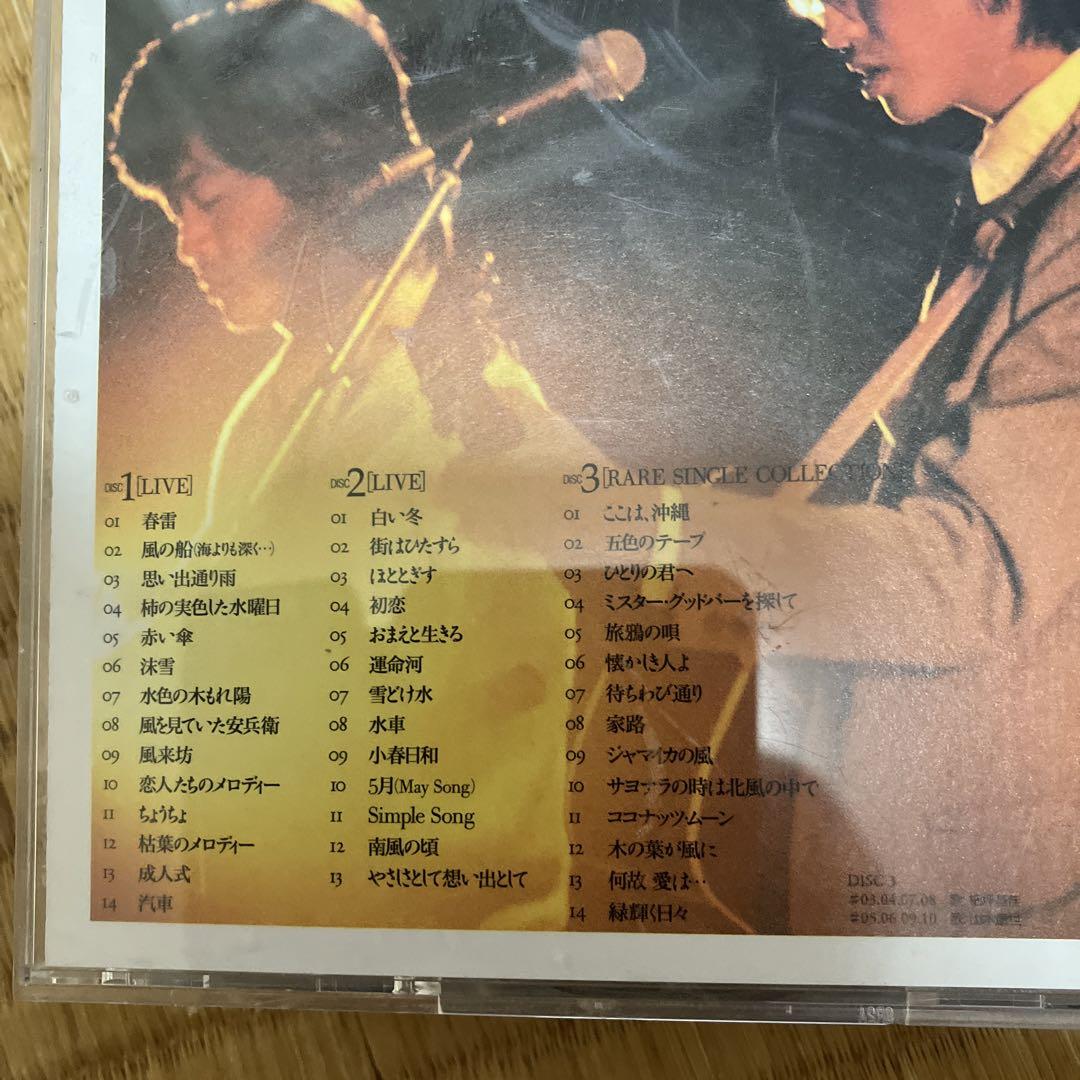 DISC1[LIVE]
01 春雷
02 風の船(海よりも深く…)
03 思い出通り雨
04 柿の実色した水曜日
05 赤い傘
06 沫雪
07 水色の木もれ陽
08 風を見ていた安兵衛
09 風来坊
10 恋人たちのメロディー
11 ちょうちょ
12 枯葉のメロディー
13 成人式
14 汽車
DISC2[LIVE]
01 白い冬
02 街はひたすら
03 ほととぎす
04 初恋
05 おまえと生きる
06 運命河
07 雪どけ水
08 水車
09 小春日和
10 5月(May Song)
11 Simple Song
12 南風の頃
13 やさしさとして想い出として
DISC3[RARE SINGLE COLLECTION]
01 ここは、沖縄
02 五色のテープ
03 ひとりの君へ
04 ミスター・グッドバーを探して
05 旅鴉の唄
06 懐かしき人よ
07 待ちわび通り
08 家路
09 ジャマイカの風
10 サヨナラの時は北風の中で
11 ココナッツ・ムーン
12 木の葉が風に
13 何故 愛は…
14 緑輝く日々
DISC 3
#03.04.07.08 歌:
#05.06.09.10 歌: